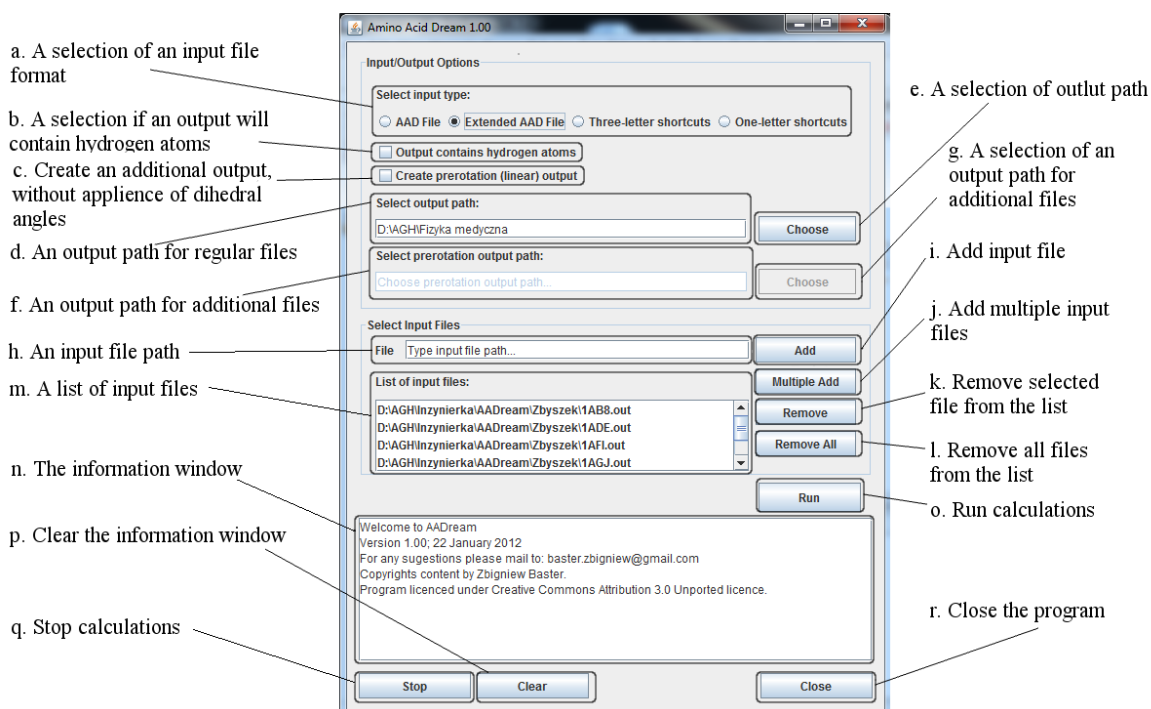 Amino Acid Dream 1.00
a. A selection of an input file
format
b. A selection if an output will
contain hydrogen atoms
c. Create an additional output,
without applience of dihedral
angles
d. An output path for regular files
f. An output path for additional files
h. An input file path
m. A list of input files
n. The information window
p. Clear the information window
q. Stop calculations
Input/Output Options
Select input type:
AAD File Extended AAD File Three-letter shortcuts One-letter shortcuts
Output contains hydrogen atoms
Create prerotation (linear) output
Select output path:
D:\AGH\Fizyka medyczna
Choose
Select prerotation output path:
Choose prerotation output path...
Choose
Select Input Files
File Type input file path...
Add
List of input files:
Multiple Add
D:\AGH\Inzynierka\AADream\Zbyszek\1AB8.out
Remove
D:\AGH\Inzynierka\AADream\Zbyszek\1ADE.out
D:\AGH\Inzynierka\AADream\Zbyszek\1AFI.out
Remove All
D:\AGH\Inzynierka\AADream\Zbyszek\1AGJ.out
Run
Welcome to AADream
Version 1.00; 22 January 2012
For any sugestions please mail to: baster.zbigniew@gmail.com
Copyrights content by Zbigniew Baster.
Program licenced under Creative Commons Attribution 3.0 Unported licence.
Stop Clear Close
e. A selection of outlut path
g. A selection of an
output path for
additional files
i. Add input file
j. Add multiple input
files
k. Remove selected
file from the list
l. Remove all files
from the list
o. Run calculations
r. Close the program